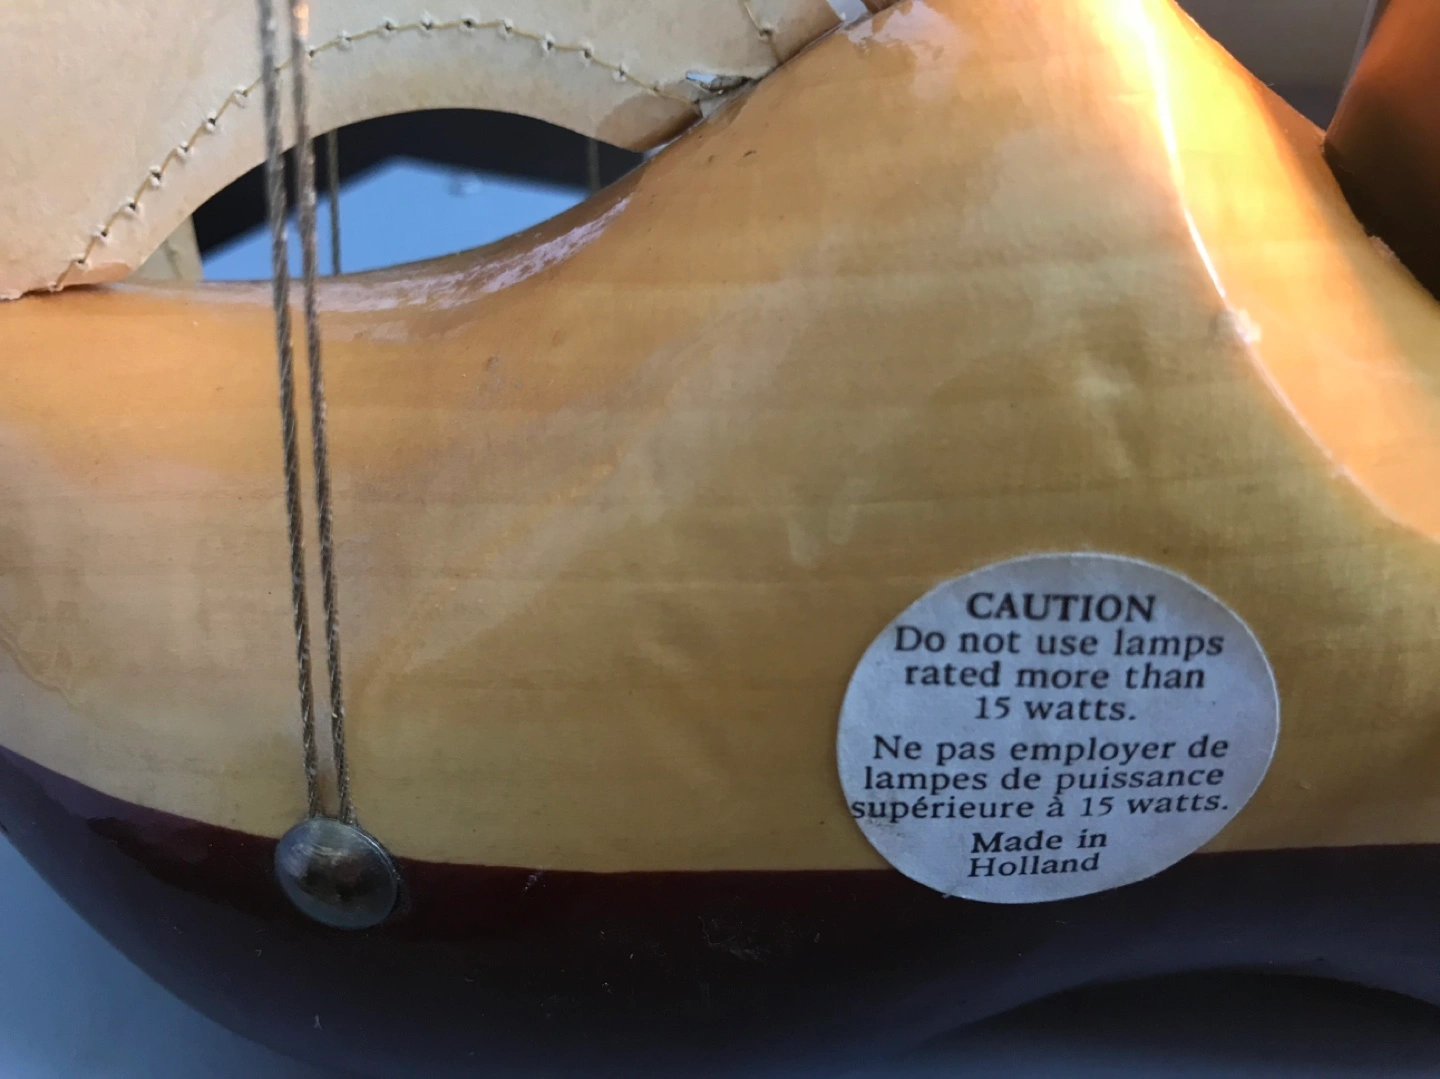 CAUTION
Do not use lamps
rated more than
15 watts.
Ne pas employer de
lampes de puissance
supérieure à 15 watts.
Made in
Holland